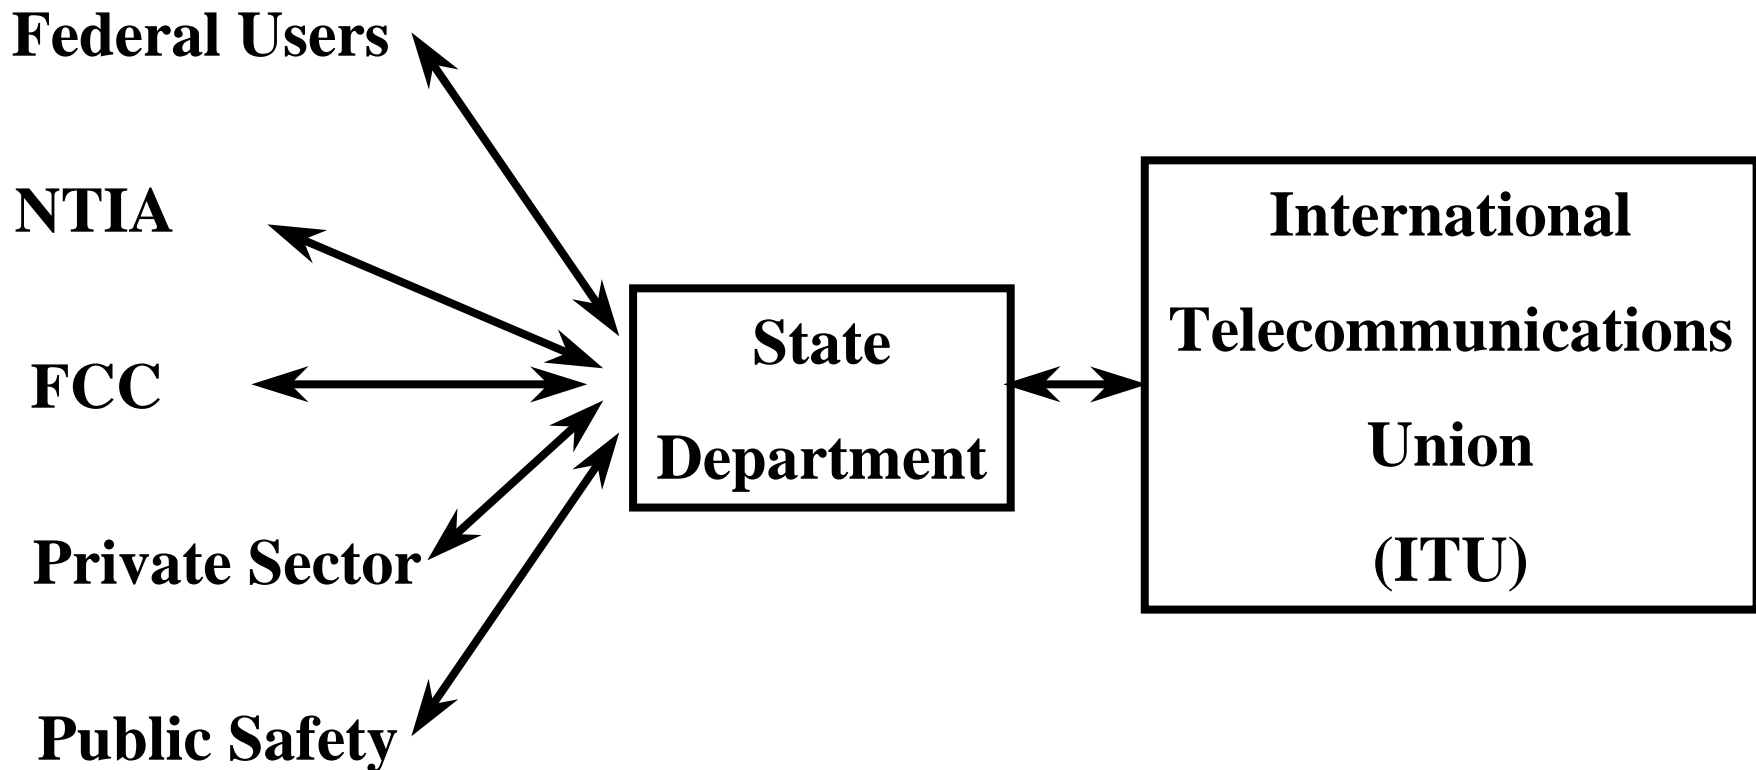 Federal Users
NTIA
FCC
Private Sector
Public Safety
State
Department
International
Telecommunications
Union
(ITU)